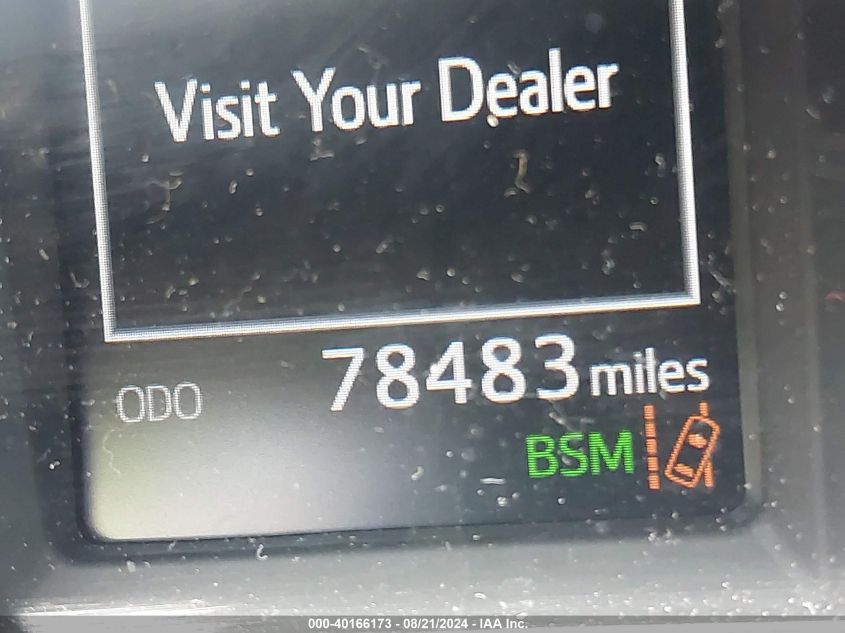 Visit Your Dealer
ODO 78483 miles
BSM
000-40166173 - 08/21/2024 - IAA Inc.